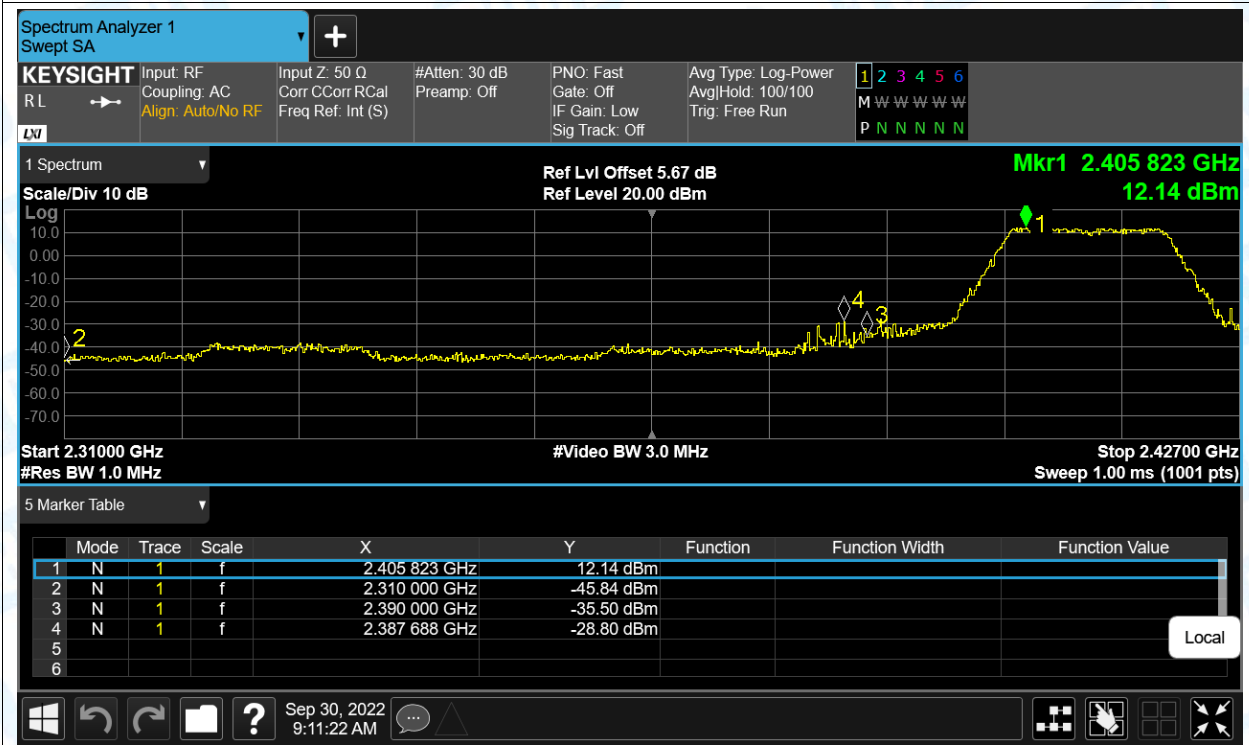 Spectrum Analyzer 1
Swept SA
KEYSIGHT Input: RF Input Z: 50 Ω #Atten: 30 dB PNO: Fast Avg Type: Log-Power 1 2 3 4 5 6
R L Coupling: AC Corr CCorr RCal Preamp: Off Gate: Off Avg|Hold: 100/100 M W W W W W
Align: Auto/No RF Freq Ref: Int (S) IF Gain: Low Trig: Free Run
LXI Sig Track: Off P N N N N N
1 Spectrum Ref Lvl Offset 5.67 dB Mkr1 2.405 823 GHz
Scale/Div 10 dB Ref Level 20.00 dBm 12.14 dBm
Log
10.0
0.00
-10.0
-20.0
-30.0
-40.0
-50.0
-60.0
-70.0
1
2
3
4
Start 2.31000 GHz #Video BW 3.0 MHz Stop 2.42700 GHz
#Res BW 1.0 MHz Sweep 1.00 ms (1001 pts)
5 Marker Table
Mode Trace Scale X Y Function Function Width Function Value
1 N 1 f 2.405 823 GHz 12.14 dBm
2 N 1 f 2.310 000 GHz -45.84 dBm
3 N 1 f 2.390 000 GHz -35.50 dBm
4 N 1 f 2.387 688 GHz -28.80 dBm
5
6
Local
? Sep 30, 2022
9:11:22 AM